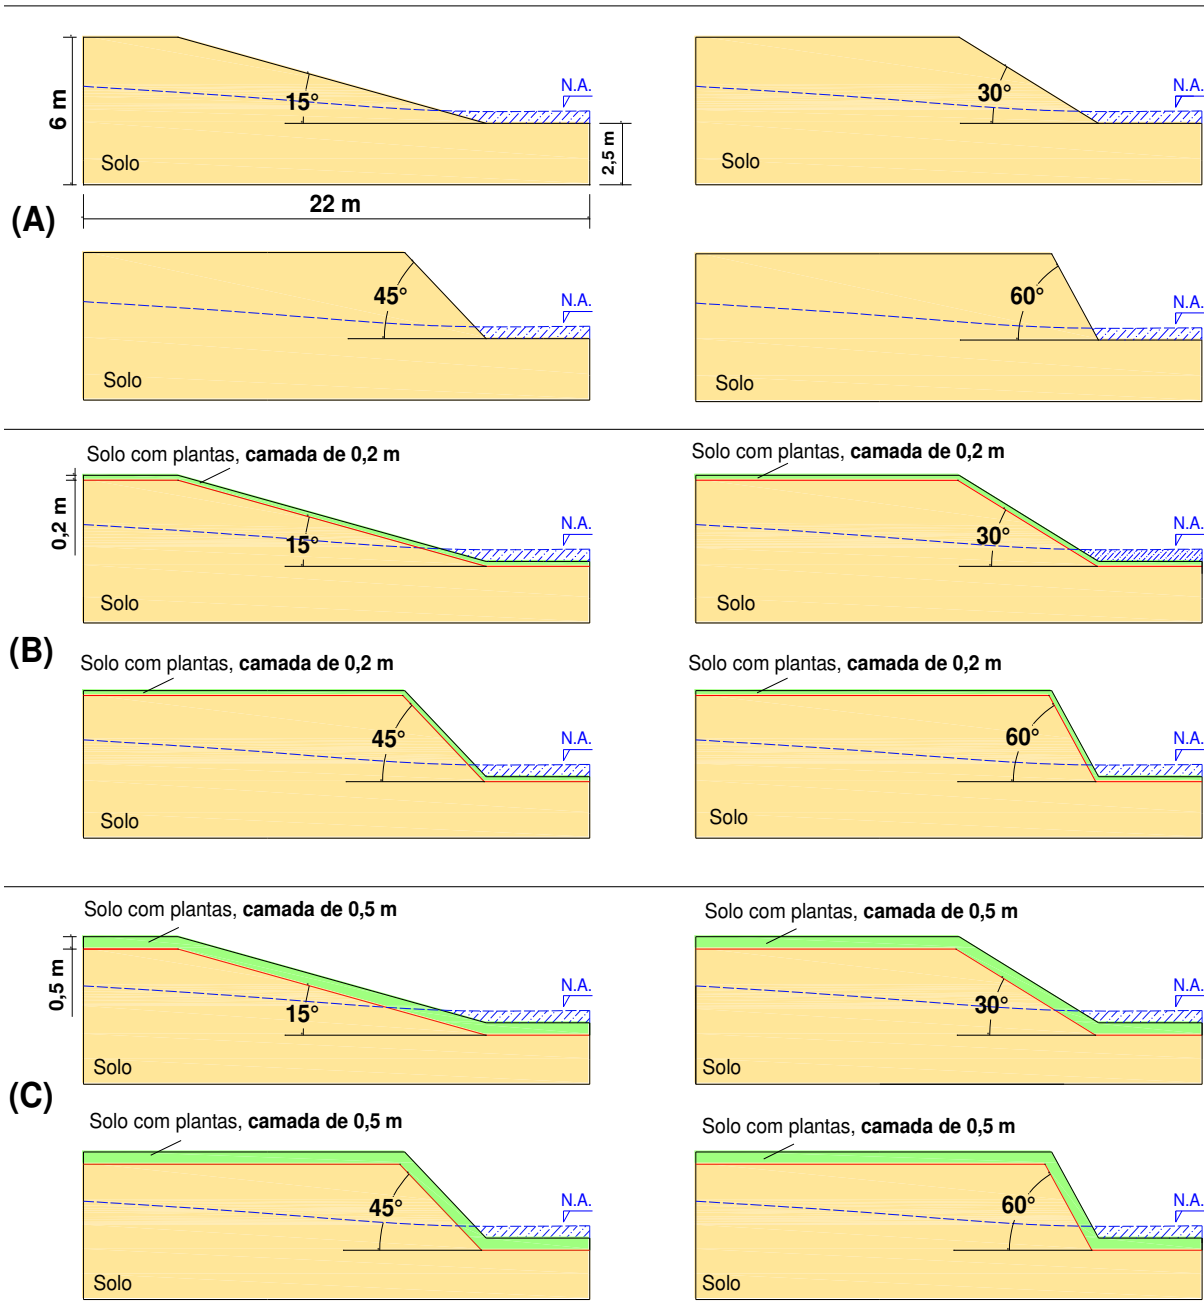 6 m
15°
N.A.
Solo
2,5 m
22 m
30°
N.A.
Solo
(A)
45°
N.A.
Solo
60°
N.A.
Solo
Solo com plantas, camada de 0,2 m
0,2 m
15°
N.A.
Solo
Solo com plantas, camada de 0,2 m
30°
N.A.
Solo
(B)
Solo com plantas, camada de 0,2 m
45°
N.A.
Solo
Solo com plantas, camada de 0,2 m
60°
N.A.
Solo
Solo com plantas, camada de 0,5 m
0,5 m
15°
N.A.
Solo
Solo com plantas, camada de 0,5 m
30°
N.A.
Solo
(C)
Solo com plantas, camada de 0,5 m
45°
N.A.
Solo
Solo com plantas, camada de 0,5 m
60°
N.A.
Solo